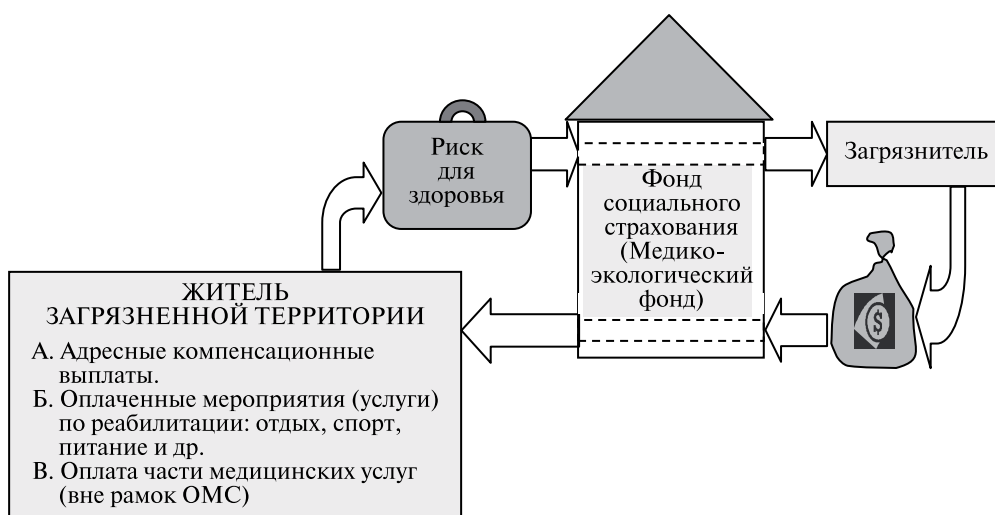 Риск
для
здоровья
Фонд
социального
страхования
(Медико-
экологический
фонд)
Загрязнитель
$
ЖИТЕЛЬ
ЗАГРЯЗНЕННОЙ ТЕРРИТОРИИ
А. Адресные компенсационные
выплаты.
Б. Оплаченные мероприятия (услуги)
по реабилитации: отдых, спорт,
питание и др.
В. Оплата части медицинских услуг
(вне рамок ОМС)